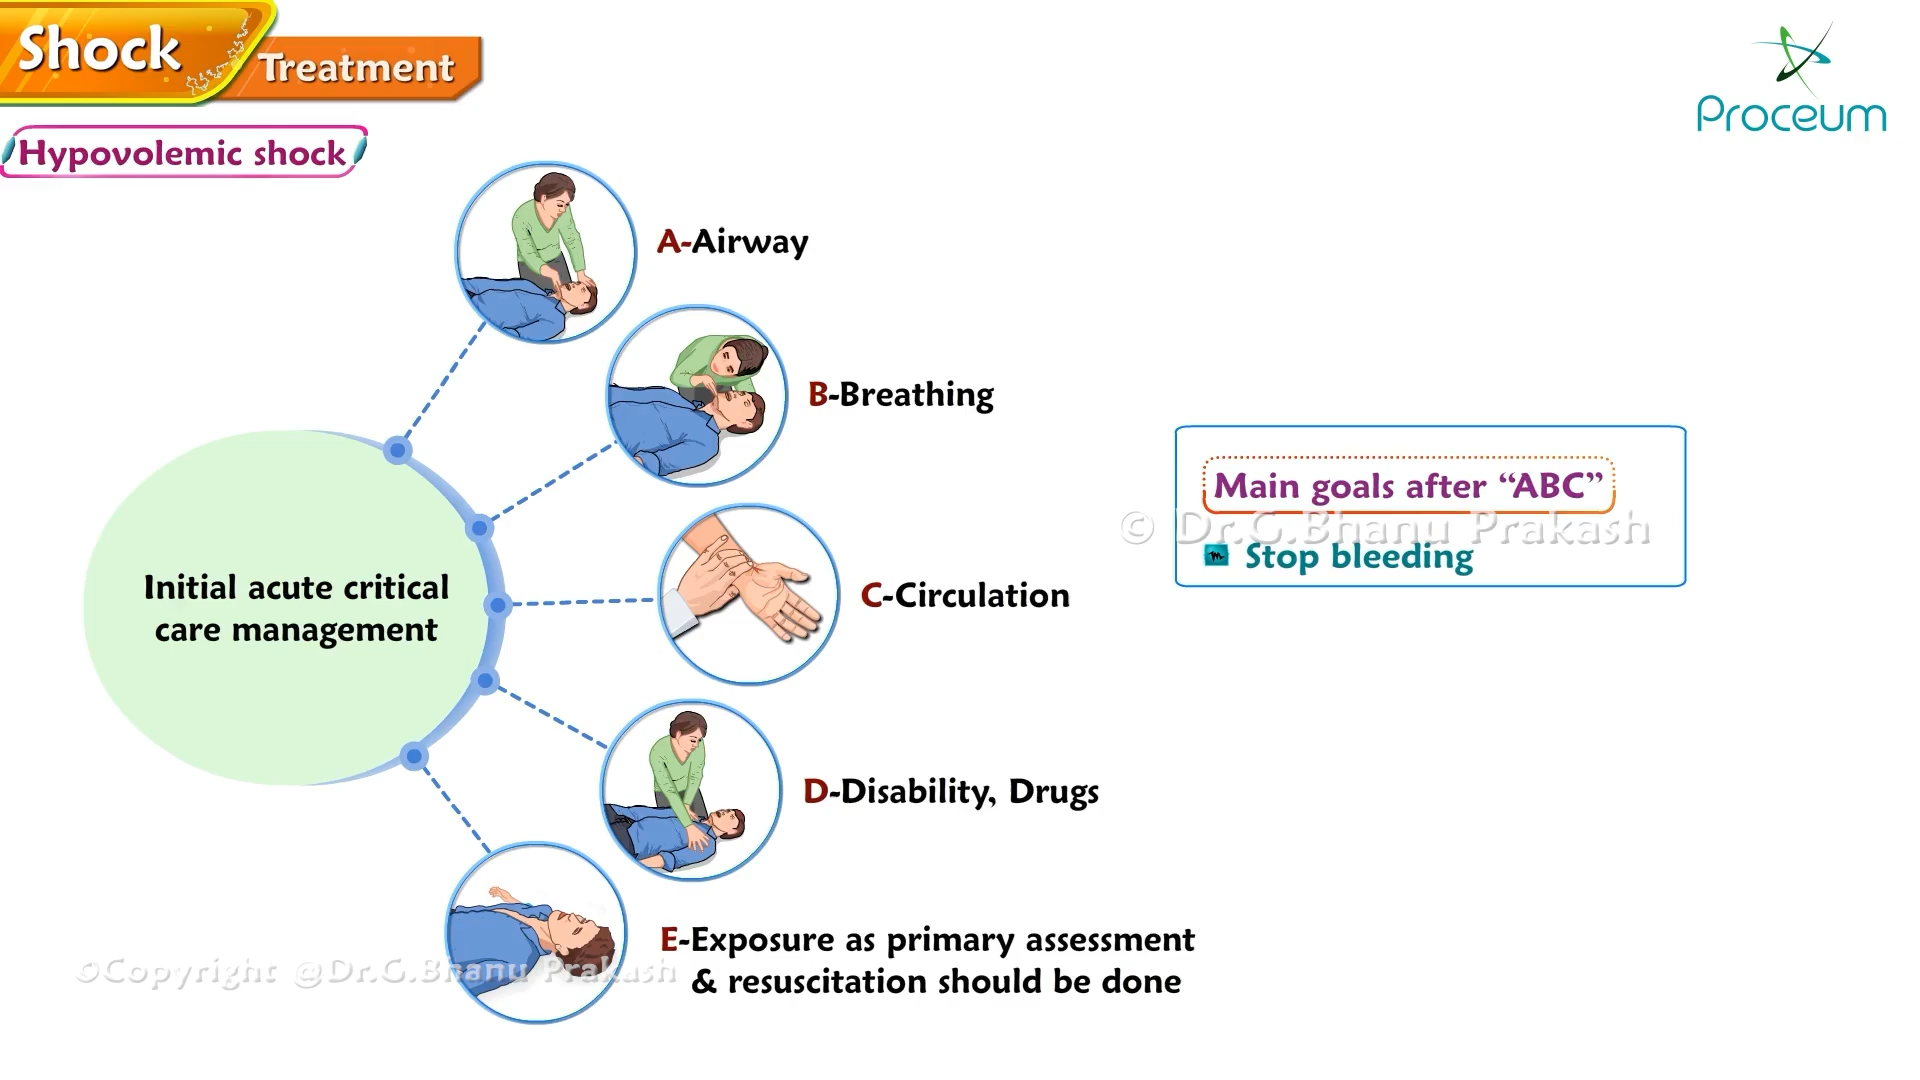 Shock
Treatment
Proceum
Hypovolemic shock
A-Airway
B-Breathing
Main goals after “ABC”
© Dr.G.Bhanu Prakash
Stop bleeding
Initial acute critical
care management
C-Circulation
D-Disability, Drugs
E-Exposure as primary assessment
& resuscitation should be done
©Copyright @Dr.G.Bhanu Prakash